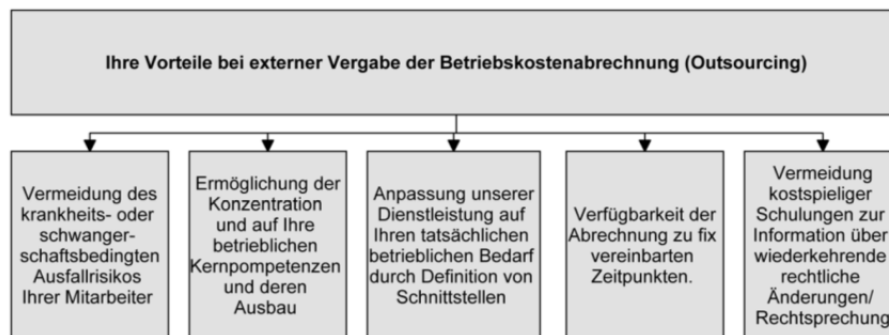 Ihre Vorteile bei externer Vergabe der Betriebskostenabrechnung (Outsourcing)
Vermeidung des
krankheits- oder
schwanger-
schaftsbedingten
Ausfallrisikos
Ihrer Mitarbeiter
Ermöglichung der
Konzentration
und auf Ihre
betrieblichen
Kernpompetenzen
und deren
Ausbau
Anpassung unserer
Dienstleistung auf
Ihren tatsächlichen
betrieblichen Bedarf
durch Definition von
Schnittstellen
Verfügbarkeit der
Abrechnung zu fix
vereinbarten
Zeitpunkten.
Vermeidung
kostspieliger
Schulungen zur
Information über
wiederkehrende
rechtliche
Änderungen/
Rechtsprechung